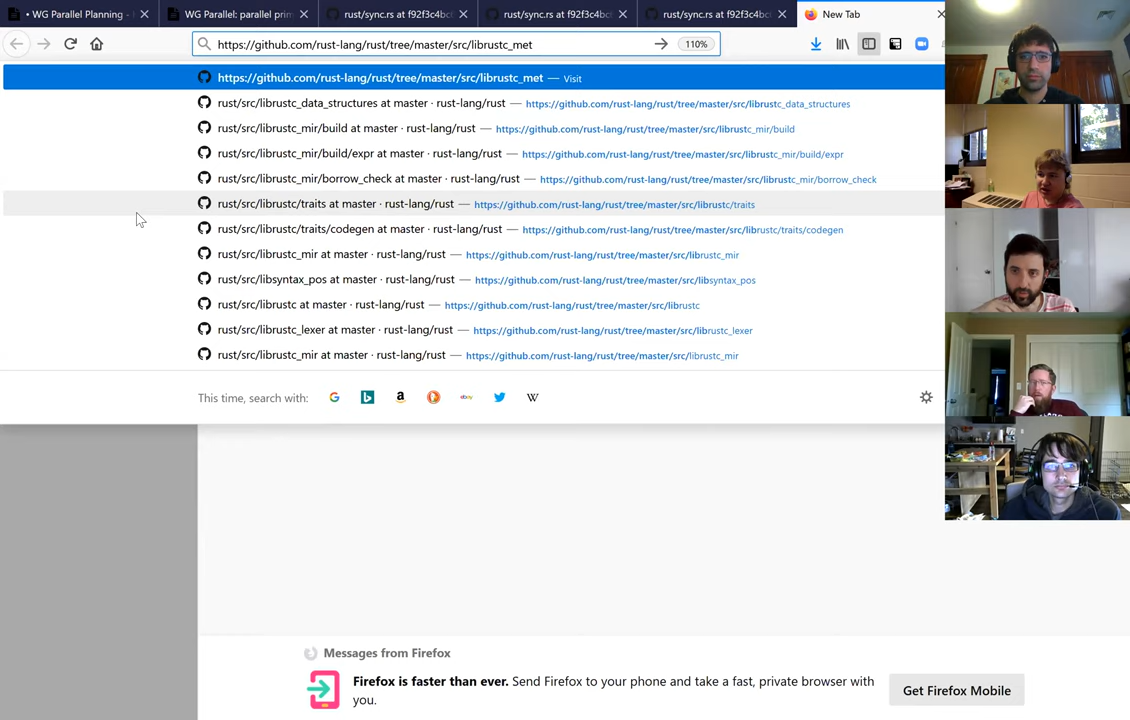 • WG Parallel Planning -
WG Parallel: parallel prim
rust/sync.rs at f92f3c4bc
rust/sync.rs at f92f3c4bc
rust/sync.rs at f92f3c4bc
New Tab
https://github.com/rust-lang/rust/tree/master/src/librustc_met
110%
https://github.com/rust-lang/rust/tree/master/src/librustc_met — Visit
rust/src/librustc_data_structures at master · rust-lang/rust — https://github.com/rust-lang/rust/tree/master/src/librustc_data_structures
rust/src/librustc_mir/build at master · rust-lang/rust — https://github.com/rust-lang/rust/tree/master/src/librustc_mir/build
rust/src/librustc_mir/build/expr at master · rust-lang/rust — https://github.com/rust-lang/rust/tree/master/src/librustc_mir/build/expr
rust/src/librustc_mir/borrow_check at master · rust-lang/rust — https://github.com/rust-lang/rust/tree/master/src/librustc_mir/borrow_check
rust/src/librustc/traits at master · rust-lang/rust — https://github.com/rust-lang/rust/tree/master/src/librustc/traits
rust/src/librustc/traits/codegen at master · rust-lang/rust — https://github.com/rust-lang/rust/tree/master/src/librustc/traits/codegen
rust/src/librustc_mir at master · rust-lang/rust — https://github.com/rust-lang/rust/tree/master/src/librustc_mir
rust/src/libsyntax_pos at master · rust-lang/rust — https://github.com/rust-lang/rust/tree/master/src/libsyntax_pos
rust/src/librustc at master · rust-lang/rust — https://github.com/rust-lang/rust/tree/master/src/librustc
rust/src/librustc_lexer at master · rust-lang/rust — https://github.com/rust-lang/rust/tree/master/src/librustc_lexer
rust/src/librustc_mir at master · rust-lang/rust — https://github.com/rust-lang/rust/tree/master/src/librustc_mir
This time, search with:
Messages from Firefox
Firefox is faster than ever. Send Firefox to your phone and take a fast, private browser with
you.
Get Firefox Mobile